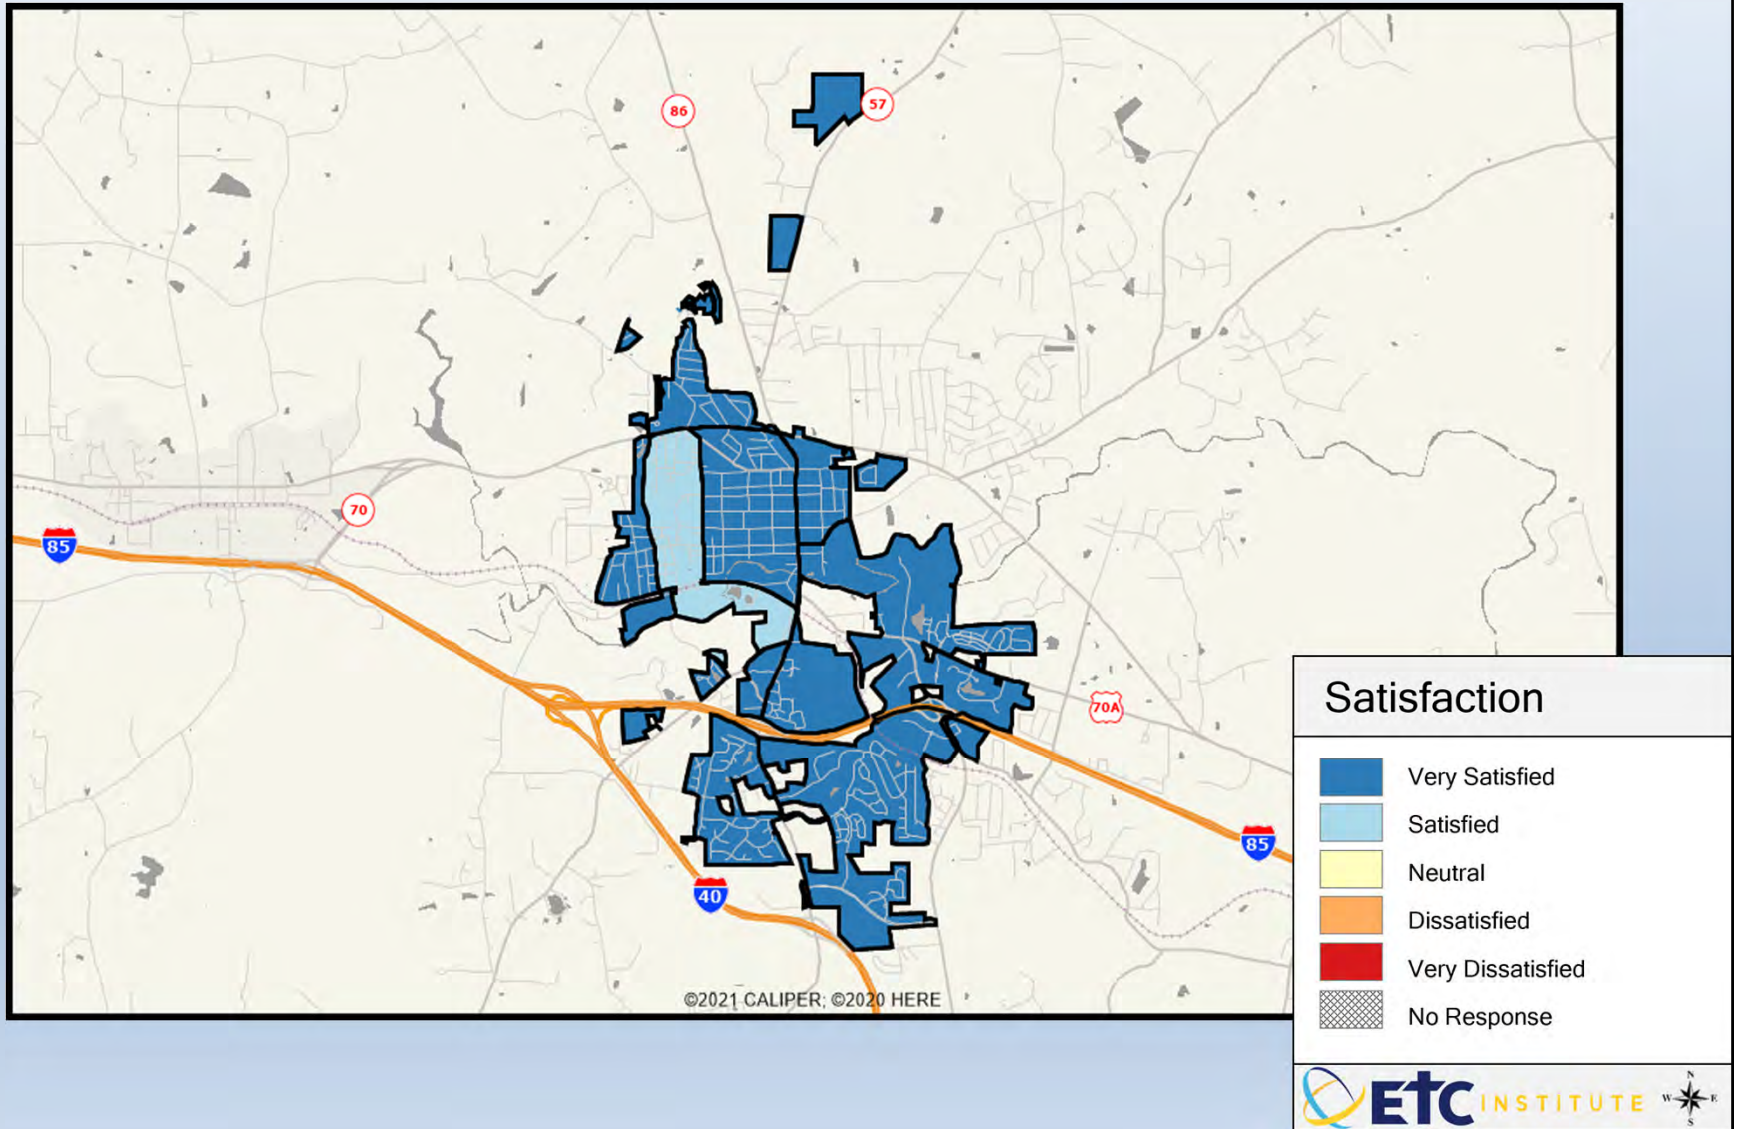 86
57
70
85
70A
85
40
©2021 CALIPER; ©2020 HERE
Satisfaction
Very Satisfied
Satisfied
Neutral
Dissatisfied
Very Dissatisfied
No Response
ETC INSTITUTE
N
W E
S